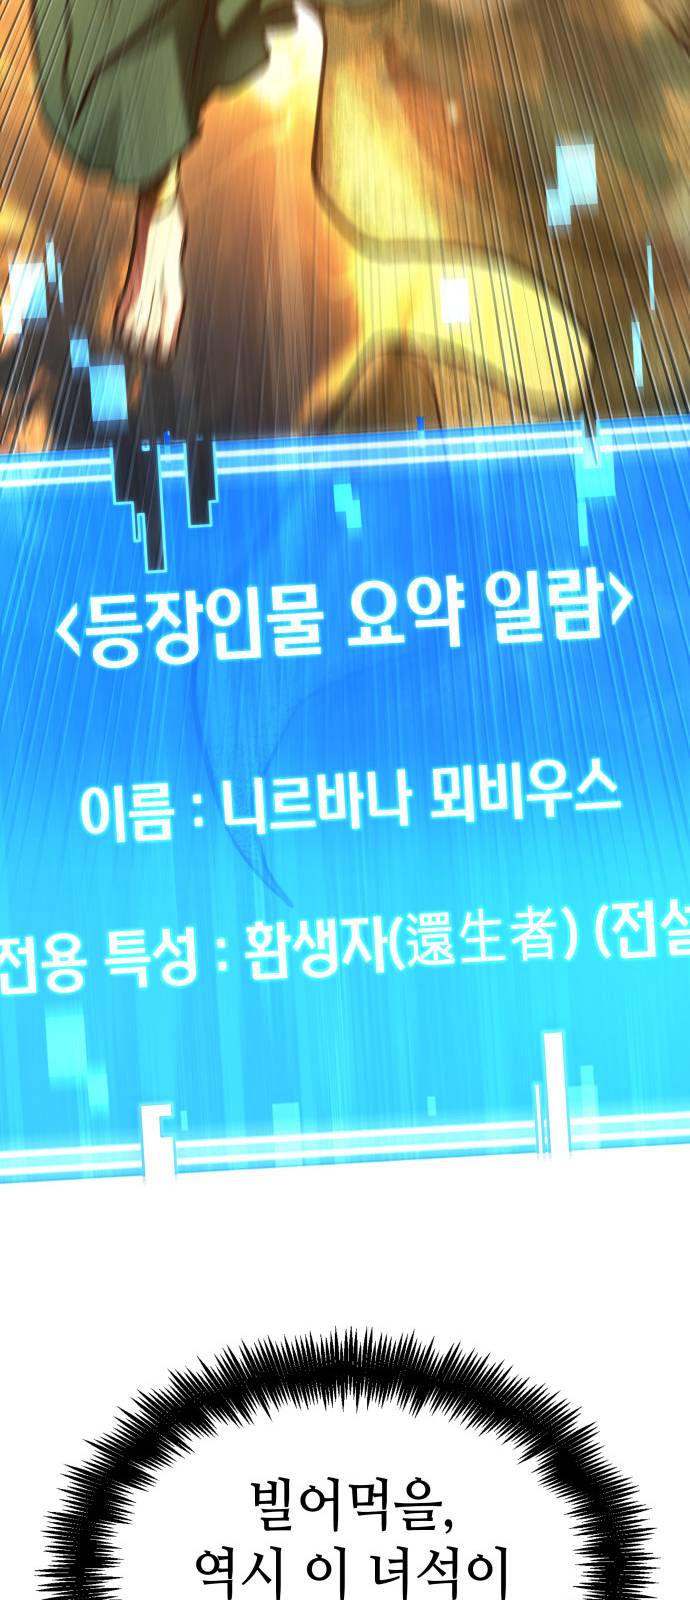 <등장인물 요약 일람>
이름 : 니르바나 뫼비우스
전용 특성 : 환생자(還生者) (전설
빌어먹을,
역시 이 녀석이